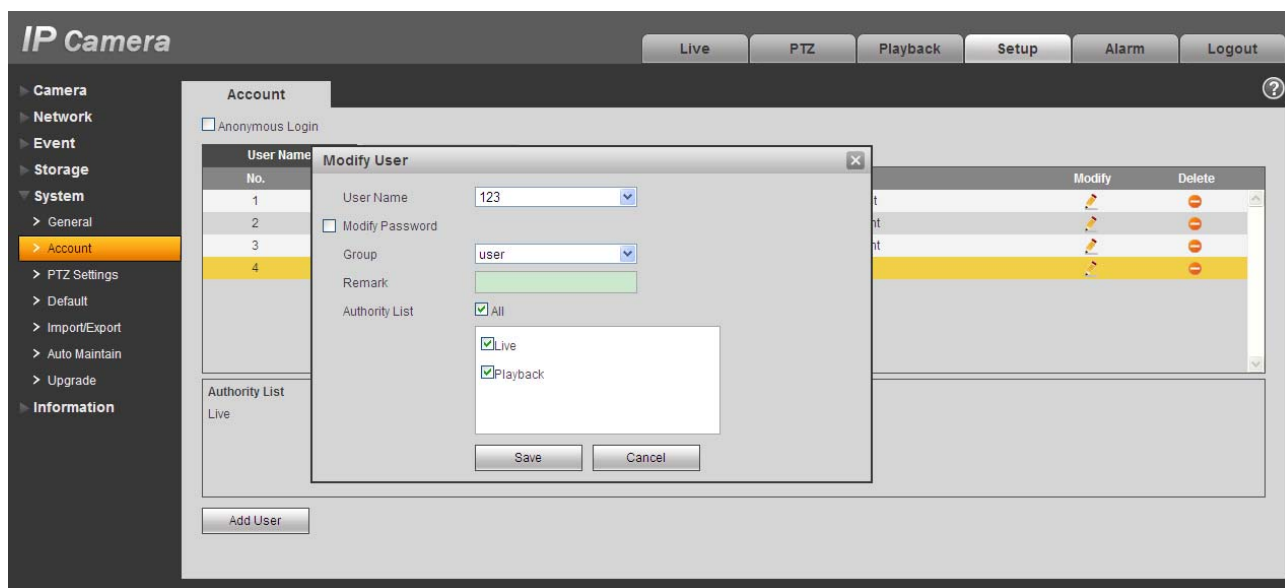 IP Camera
Live PTZ Playback Setup Alarm Logout
Camera
Network
Event
Storage
System
> General
> Account
> PTZ Settings
> Default
> Import/Export
> Auto Maintain
> Upgrade
Information
Account
?
Anonymous Login
User Name
No. Modify Delete
1
2
3
4
Modify User
User Name 123
Modify Password
Group user
Remark
Authority List All
Live
Playback
Save Cancel
Authority List
Live
Add User